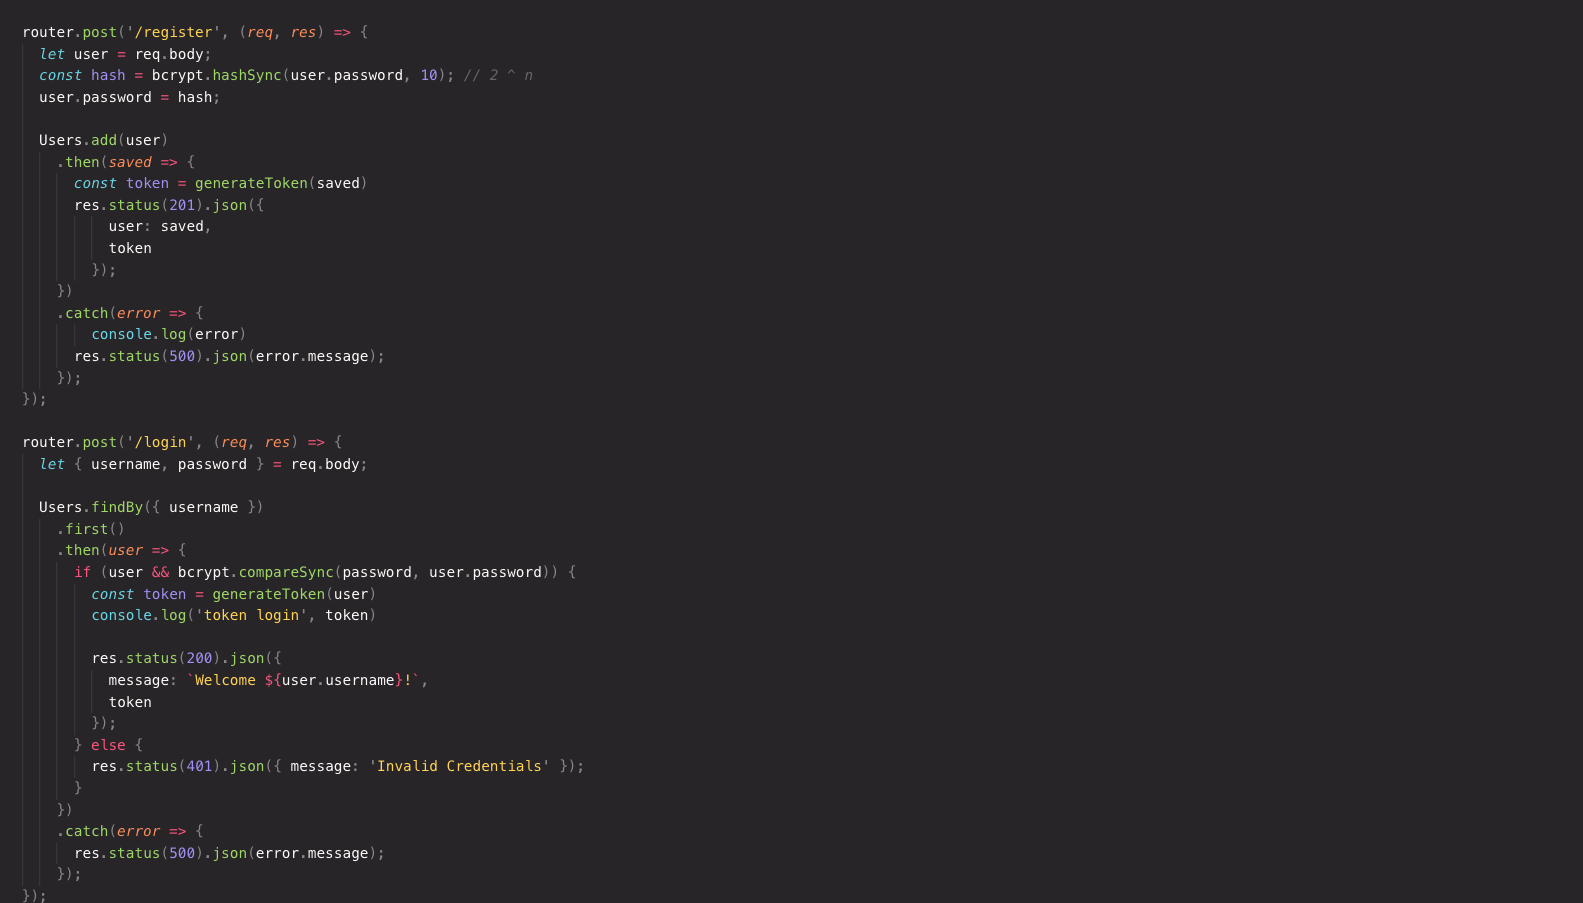 router.post('/register', (req, res) => {
  let user = req.body;
  const hash = bcrypt.hashSync(user.password, 10); // 2 ^ n
  user.password = hash;

  Users.add(user)
    .then(saved => {
      const token = generateToken(saved)
      res.status(201).json({
          user: saved,
          token
        });
    })
    .catch(error => {
        console.log(error)
      res.status(500).json(error.message);
    });
});

router.post('/login', (req, res) => {
  let { username, password } = req.body;

  Users.findBy({ username })
    .first()
    .then(user => {
      if (user && bcrypt.compareSync(password, user.password)) {
        const token = generateToken(user)
        console.log('token login', token)

        res.status(200).json({
          message: `Welcome ${user.username}!`,
          token
        });
      } else {
        res.status(401).json({ message: 'Invalid Credentials' });
      }
    })
    .catch(error => {
      res.status(500).json(error.message);
    });
});